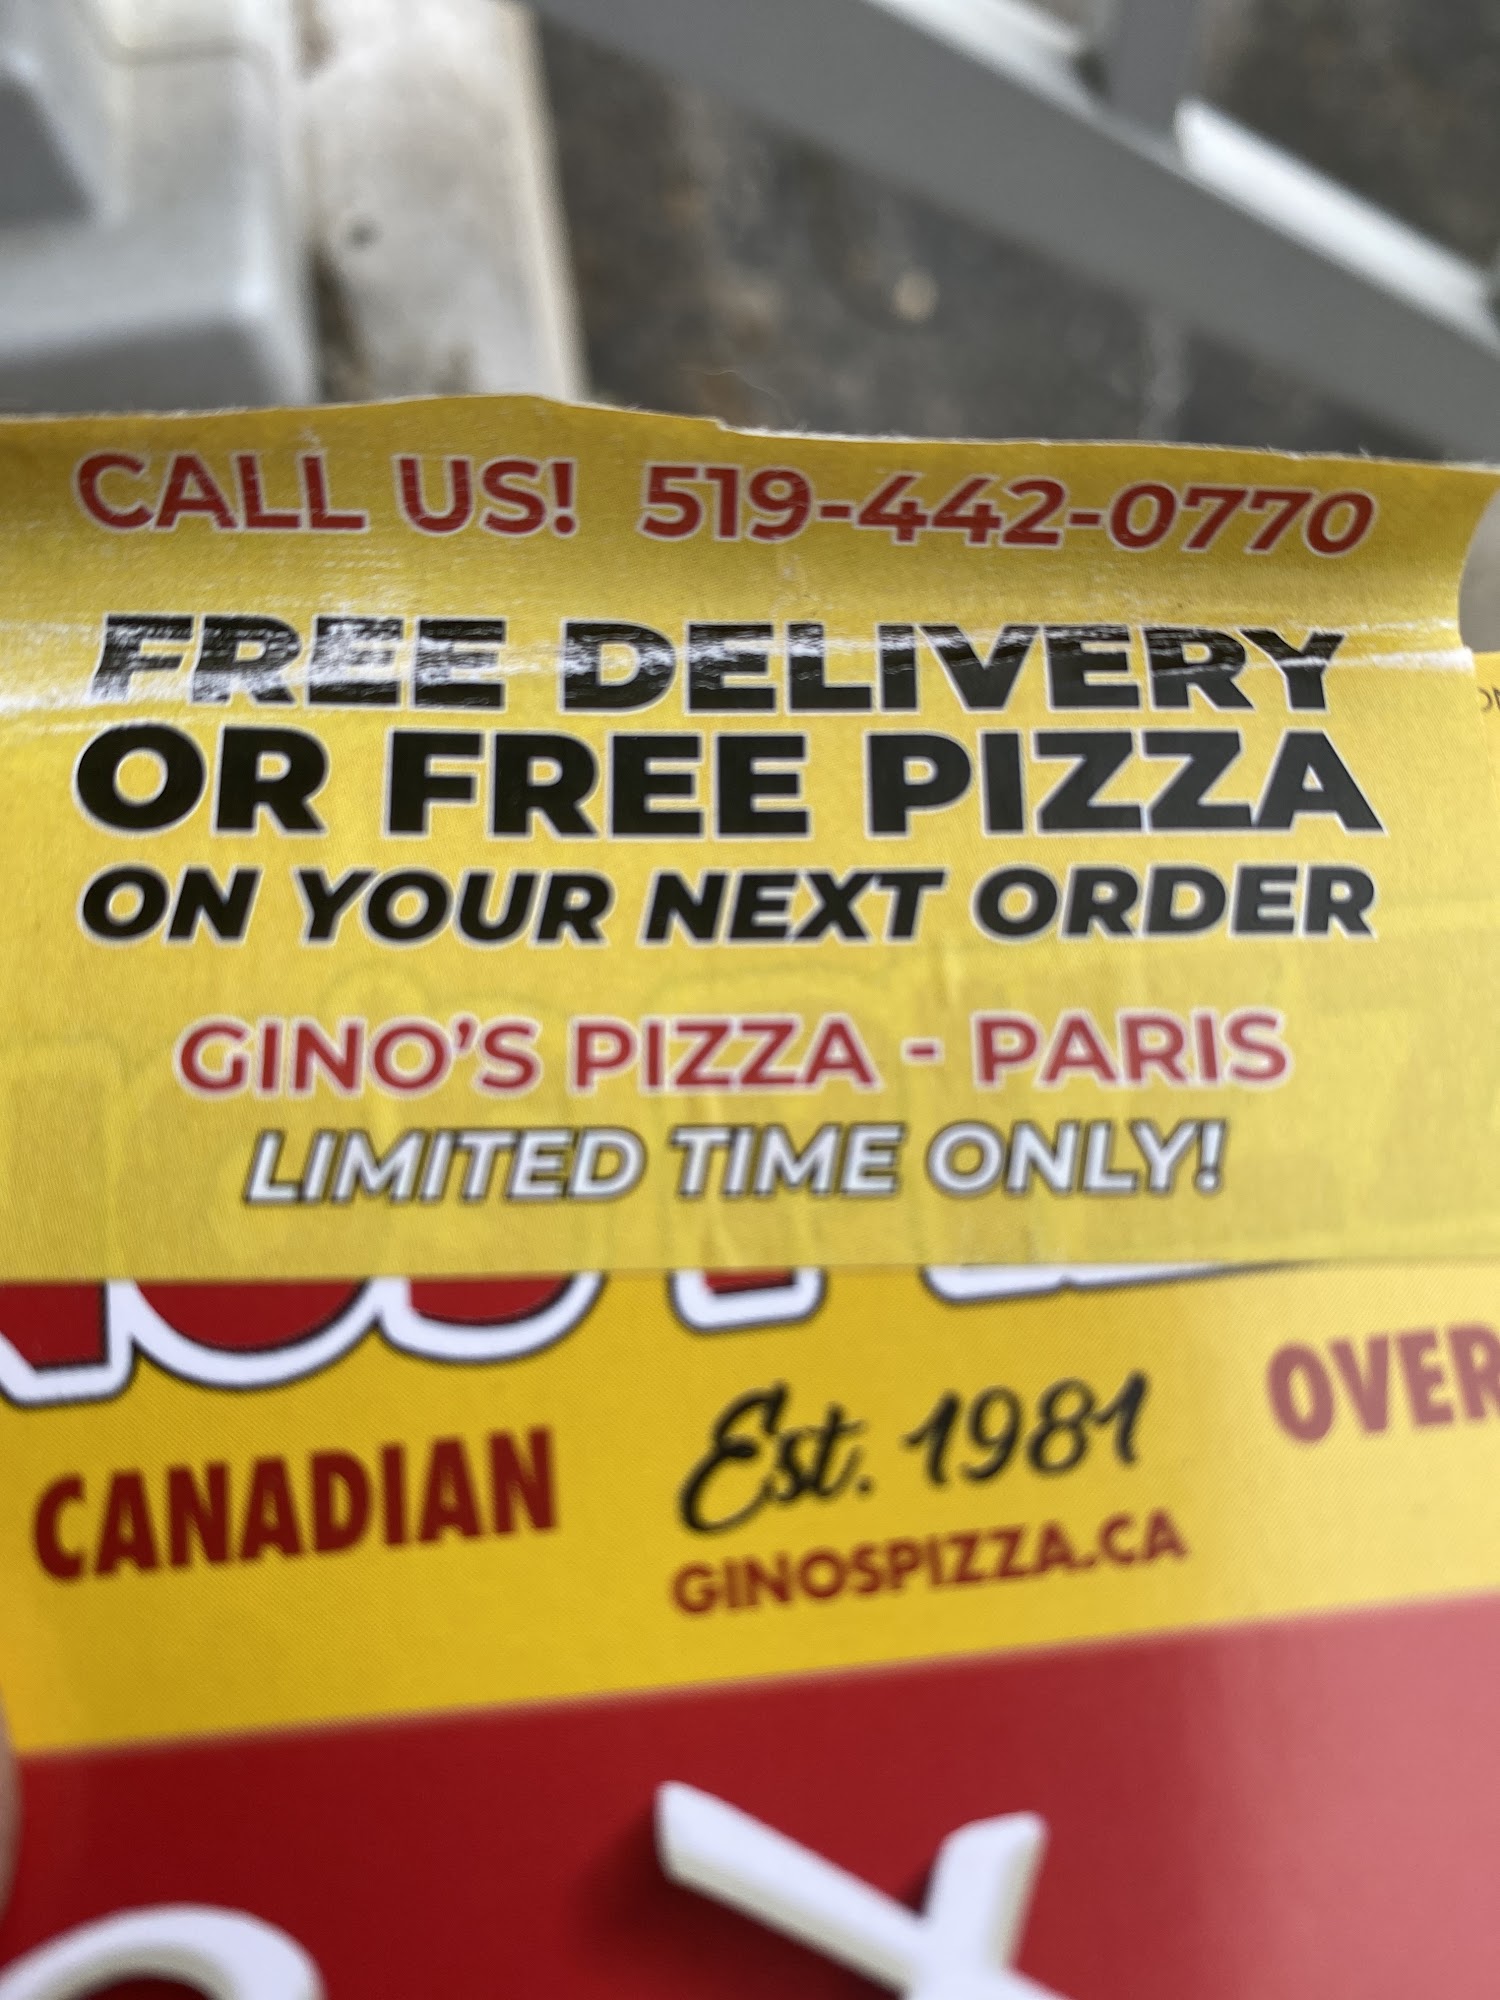 CALL US! 519-442-0770
FREE DELIVERY
OR FREE PIZZA
ON YOUR NEXT ORDER
GINO'S PIZZA - PARIS
LIMITED TIME ONLY!
CANADIAN
Est. 1981
OVER
GINOSPIZZA.CA